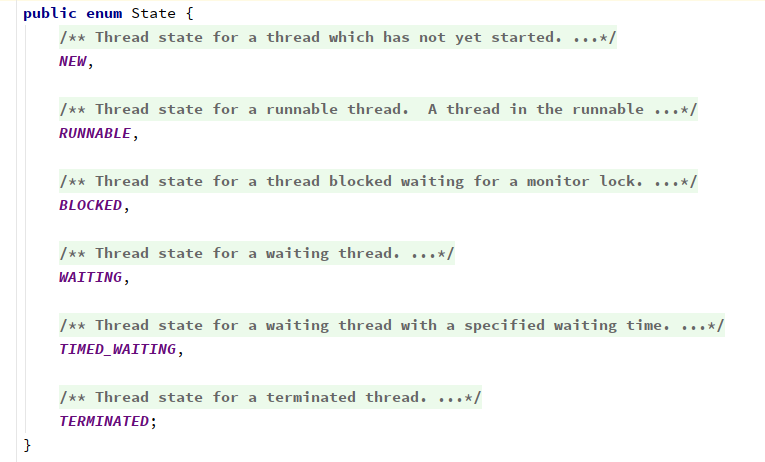 public enum State {
/** Thread state for a thread which has not yet started. ...*/
NEW,
/** Thread state for a runnable thread.  A thread in the runnable ...*/
RUNNABLE,
/** Thread state for a thread blocked waiting for a monitor lock. ...*/
BLOCKED,
/** Thread state for a waiting thread. ...*/
WAITING,
/** Thread state for a waiting thread with a specified waiting time. ...*/
TIMED_WAITING,
/** Thread state for a terminated thread. ...*/
TERMINATED;
}